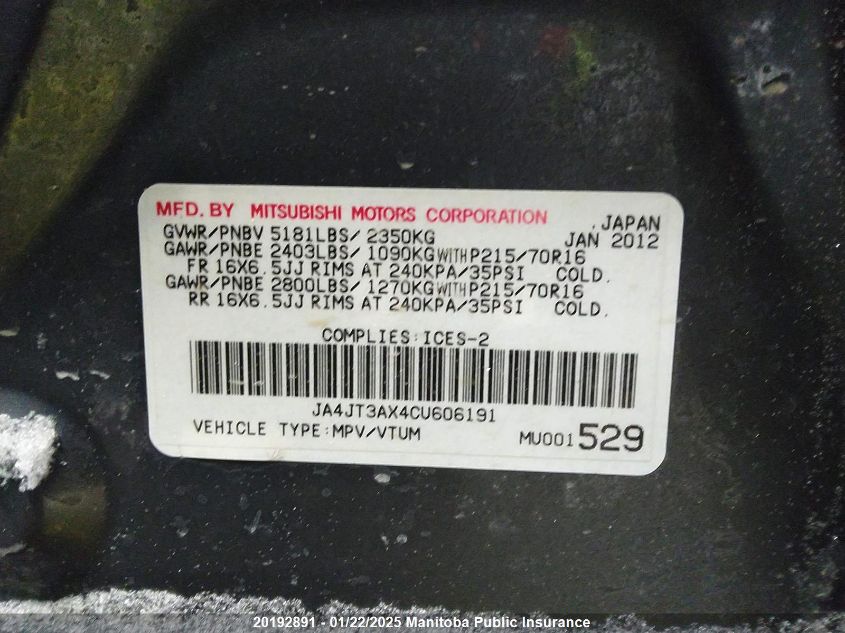 MFD. BY MITSUBISHI MOTORS CORPORATION JAPAN
GVWR/PNBV 5181LBS/ 2350KG JAN 2012
GAWR/PNBE 2403LBS/ 1090KG WITH P215/70R16
FR 16X6.5JJ RIMS AT 240KPA/35PSI COLD.
GAWR/PNBE 2800LBS/ 1270KG WITH P215/70R16
RR 16X6.5JJ RIMS AT 240KPA/35PSI COLD.
COMPLIES:ICES-2
JA4JT3AX4CU606191
VEHICLE TYPE:MPV/VTUM MU001 529
20192891 - 01/22/2025 Manitoba Public Insurance